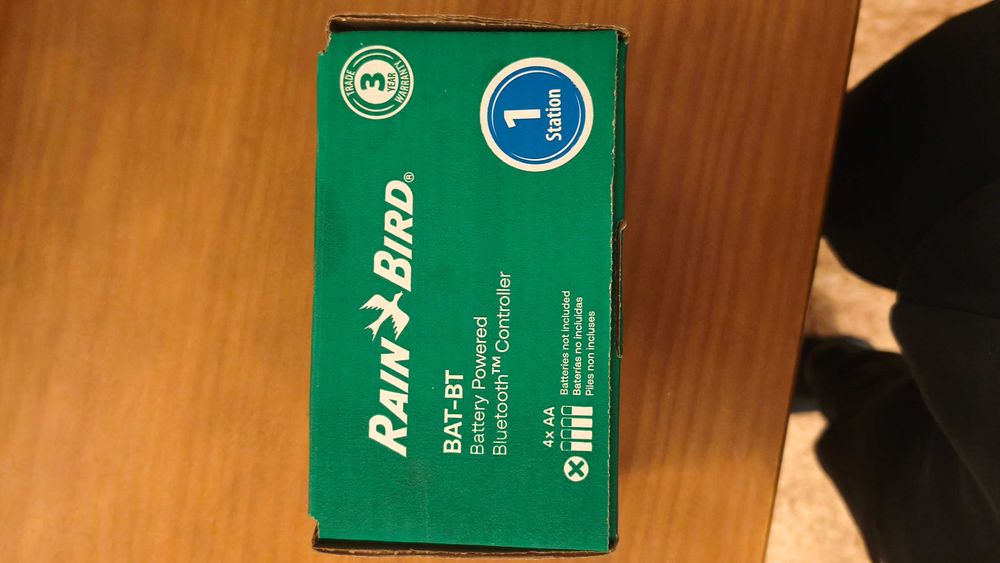 RAIN BIRD®
TRADE
3
YEAR
WARRANTY
BAT-BT
Battery Powered
Bluetooth™ Controller
1
Station
4x AA
Batteries not included
Baterías no incluidas
Piles non incluses